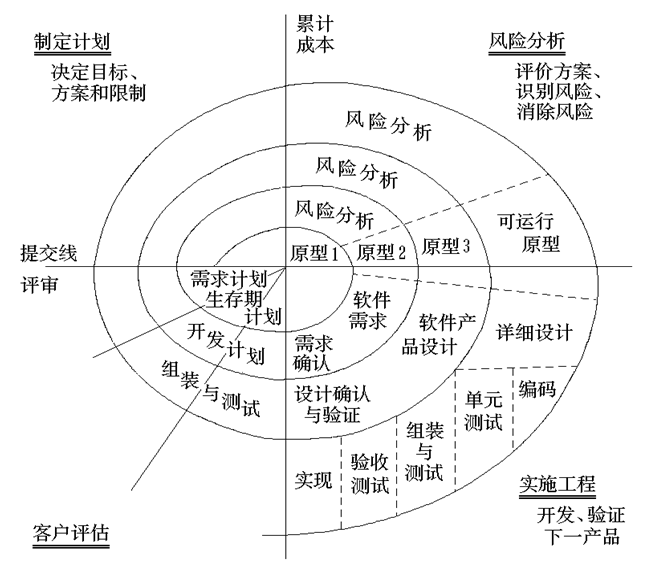 制定计划
决定目标、
方案和限制
累计
成本
风险分析
评价方案、
识别风险、
消除风险
风险分析
风险分析
风险分析
原型1
原型2
原型3
可运行
原型
提交线
评审
需求计划
生存期
计划
开发计划
组装与测试
软件
需求
需求
确认
软件产
品设计
详细设计
设计确认
与验证
实现
验收
测试
组装
与
测试
单元
测试
编码
客户评估
实施工程
开发、验证
下一产品